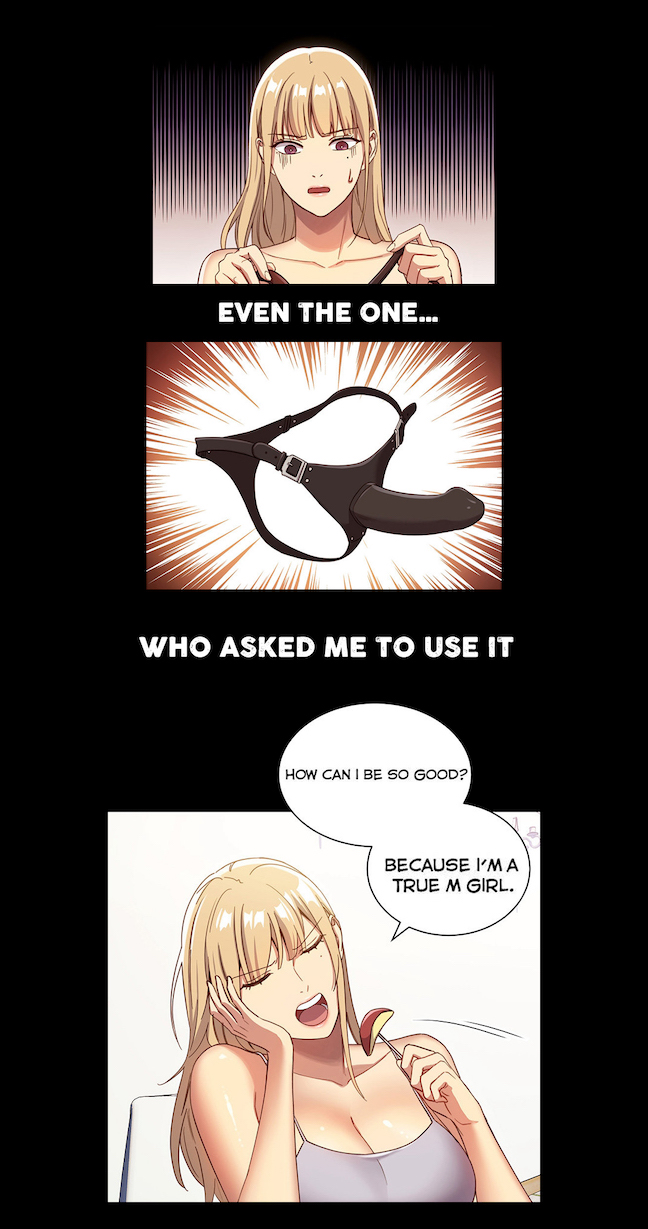 EVEN THE ONE...
WHO ASKED ME TO USE IT
HOW CAN I BE SO GOOD?
BECAUSE I'M A
TRUE M GIRL.